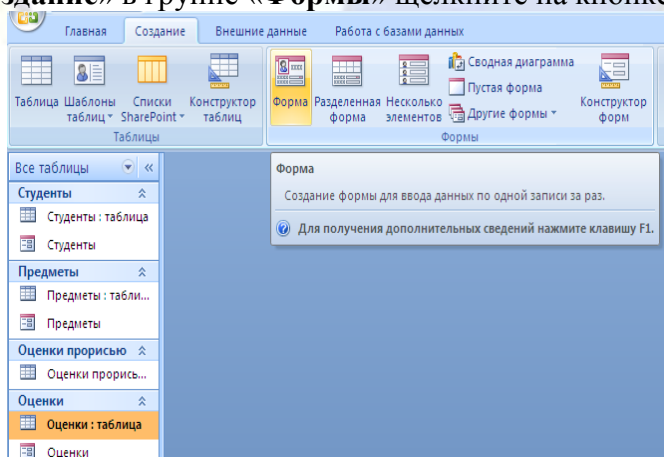 здание» в группе «Формы» щелкните на кнопке
Главная Создание Внешние данные Работа с базами данных
Таблица Шаблоны таблиц Списки SharePoint Конструктор таблиц
Таблицы
Форма Разделенная форма Несколько элементов
Сводная диаграмма
Пустая форма
Другие формы
Конструктор форм
Формы
Все таблицы «
Студенты
Студенты : таблица
Студенты
Предметы
Предметы : табли...
Предметы
Оценки прорисью
Оценки прорись...
Оценки
Оценки : таблица
Оценки
Форма
Создание формы для ввода данных по одной записи за раз.
Для получения дополнительных сведений нажмите клавишу F1.